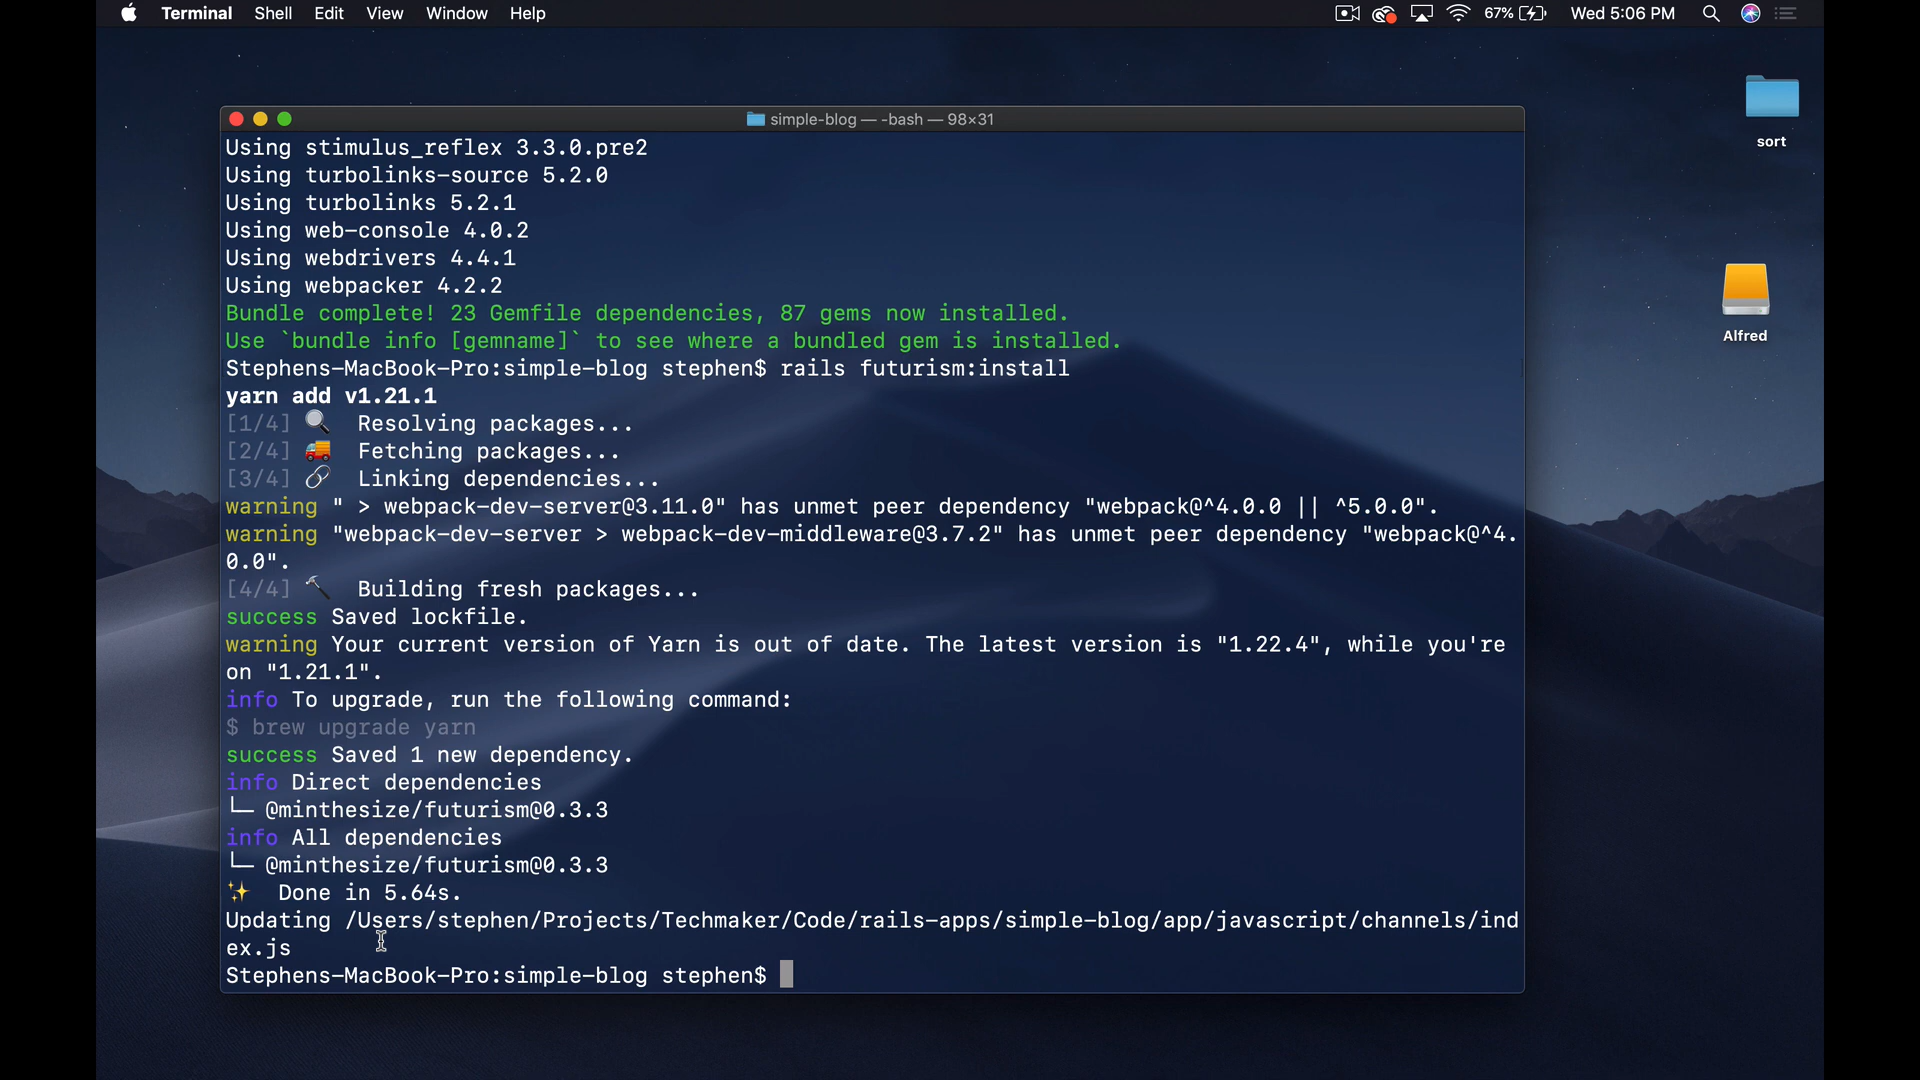 Terminal Shell Edit View Window Help 67% Wed 5:06 PM
sort
Alfred
simple-blog — -bash — 98×31
Using stimulus_reflex 3.3.0.pre2
Using turbolinks-source 5.2.0
Using turbolinks 5.2.1
Using web-console 4.0.2
Using webdrivers 4.4.1
Using webpacker 4.2.2
Bundle complete! 23 Gemfile dependencies, 87 gems now installed.
Use `bundle info [gemname]` to see where a bundled gem is installed.
Stephens-MacBook-Pro:simple-blog stephen$ rails futurism:install
yarn add v1.21.1
[1/4] 🔍 Resolving packages...
[2/4] 🚚 Fetching packages...
[3/4] 🔗 Linking dependencies...
warning " > webpack-dev-server@3.11.0" has unmet peer dependency "webpack@^4.0.0 || ^5.0.0".
warning "webpack-dev-server > webpack-dev-middleware@3.7.2" has unmet peer dependency "webpack@^4.
0.0".
[4/4] 🔨 Building fresh packages...
success Saved lockfile.
warning Your current version of Yarn is out of date. The latest version is "1.22.4", while you're
on "1.21.1".
info To upgrade, run the following command:
$ brew upgrade yarn
success Saved 1 new dependency.
info Direct dependencies
└─ @minthesize/futurism@0.3.3
info All dependencies
└─ @minthesize/futurism@0.3.3
✨ Done in 5.64s.
Updating /Users/stephen/Projects/Techmaker/Code/rails-apps/simple-blog/app/javascript/channels/ind
ex.js
Stephens-MacBook-Pro:simple-blog stephen$